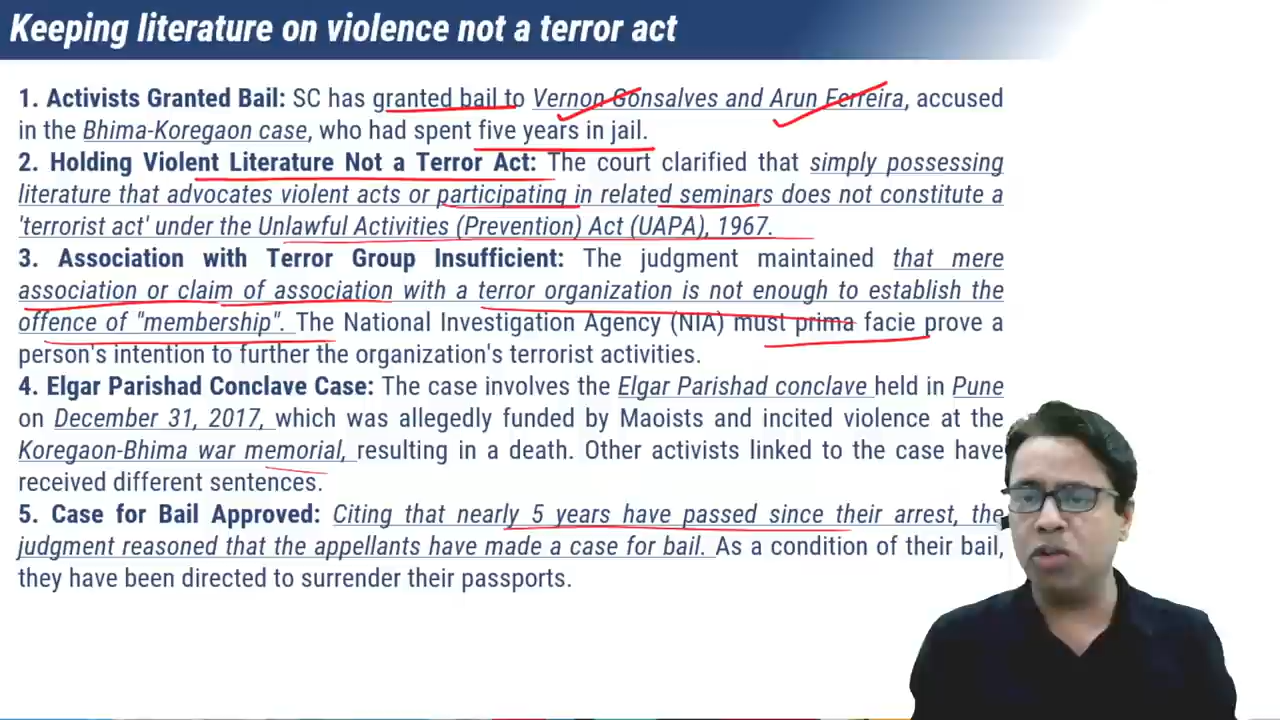 Keeping literature on violence not a terror act
1. Activists Granted Bail: SC has granted bail to Vernon Gonsalves and Arun Ferreira, accused
in the Bhima-Koregaon case, who had spent five years in jail.
2. Holding Violent Literature Not a Terror Act: The court clarified that simply possessing
literature that advocates violent acts or participating in related seminars does not constitute a
'terrorist act' under the Unlawful Activities (Prevention) Act (UAPA), 1967.
3. Association with Terror Group Insufficient: The judgment maintained that mere
association or claim of association with a terror organization is not enough to establish the
offence of "membership". The National Investigation Agency (NIA) must prima facie prove a
person's intention to further the organization's terrorist activities.
4. Elgar Parishad Conclave Case: The case involves the Elgar Parishad conclave held in Pune
on December 31, 2017, which was allegedly funded by Maoists and incited violence at the
Koregaon-Bhima war memorial, resulting in a death. Other activists linked to the case have
received different sentences.
5. Case for Bail Approved: Citing that nearly 5 years have passed since their arrest, the
judgment reasoned that the appellants have made a case for bail. As a condition of their bail,
they have been directed to surrender their passports.